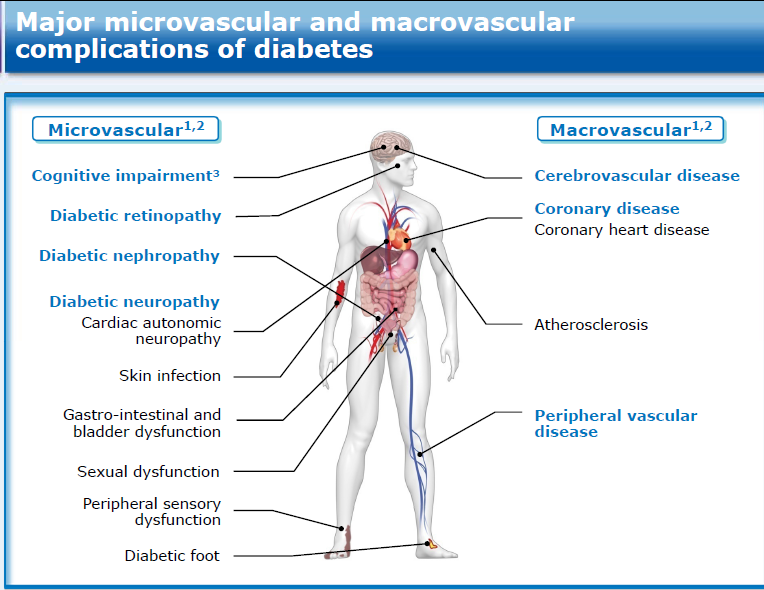 Major microvascular and macrovascular
complications of diabetes
Microvascular1,2
Cognitive impairment³
Diabetic retinopathy
Diabetic nephropathy
Diabetic neuropathy
Cardiac autonomic
neuropathy
Skin infection
Gastro-intestinal and
bladder dysfunction
Sexual dysfunction
Peripheral sensory
dysfunction
Diabetic foot
Macrovascular1,2
Cerebrovascular disease
Coronary disease
Coronary heart disease
Atherosclerosis
Peripheral vascular
disease